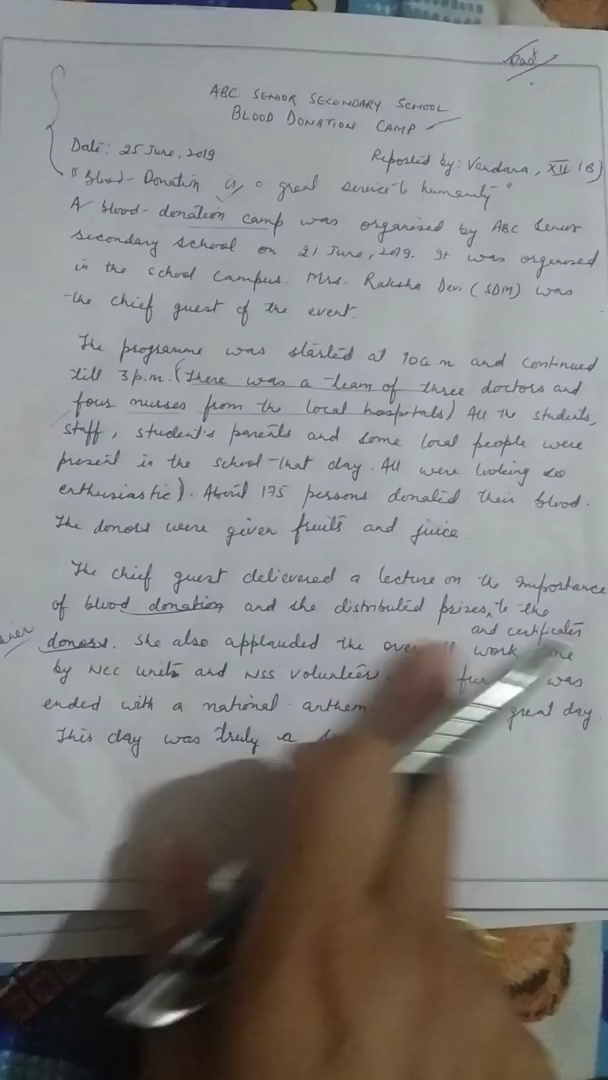 ABC SENIOR SECONDARY SCHOOL
BLOOD DONATION CAMP
Date: 25 June, 2019 Reported by: Vandana, XII (B)
"Blood-Donation is a great service to humanity"
A blood-donation camp was organised by ABC Senior
secondary school on 21 June, 2019. It was organised
in the school campus. Mrs. Raksha Devi (SDM) was
the chief guest of the event.
The programme was started at 10a.m and continued
till 3p.m. (There was a team of three doctors and
four nurses from the local hospitals) All the students,
staff, student's parents and some local people were
present in the school that day. All were looking so
enthusiastic). About 175 persons donated their blood.
The donors were given fruits and juice.
The chief guest delievered a lecture on the importance
of blood donation and she distributed prizes, to the
and certificates
donors. She also applauded the work
by NCC units and NSS volunteer was
ended with a national anthem great day.
This day was truly a